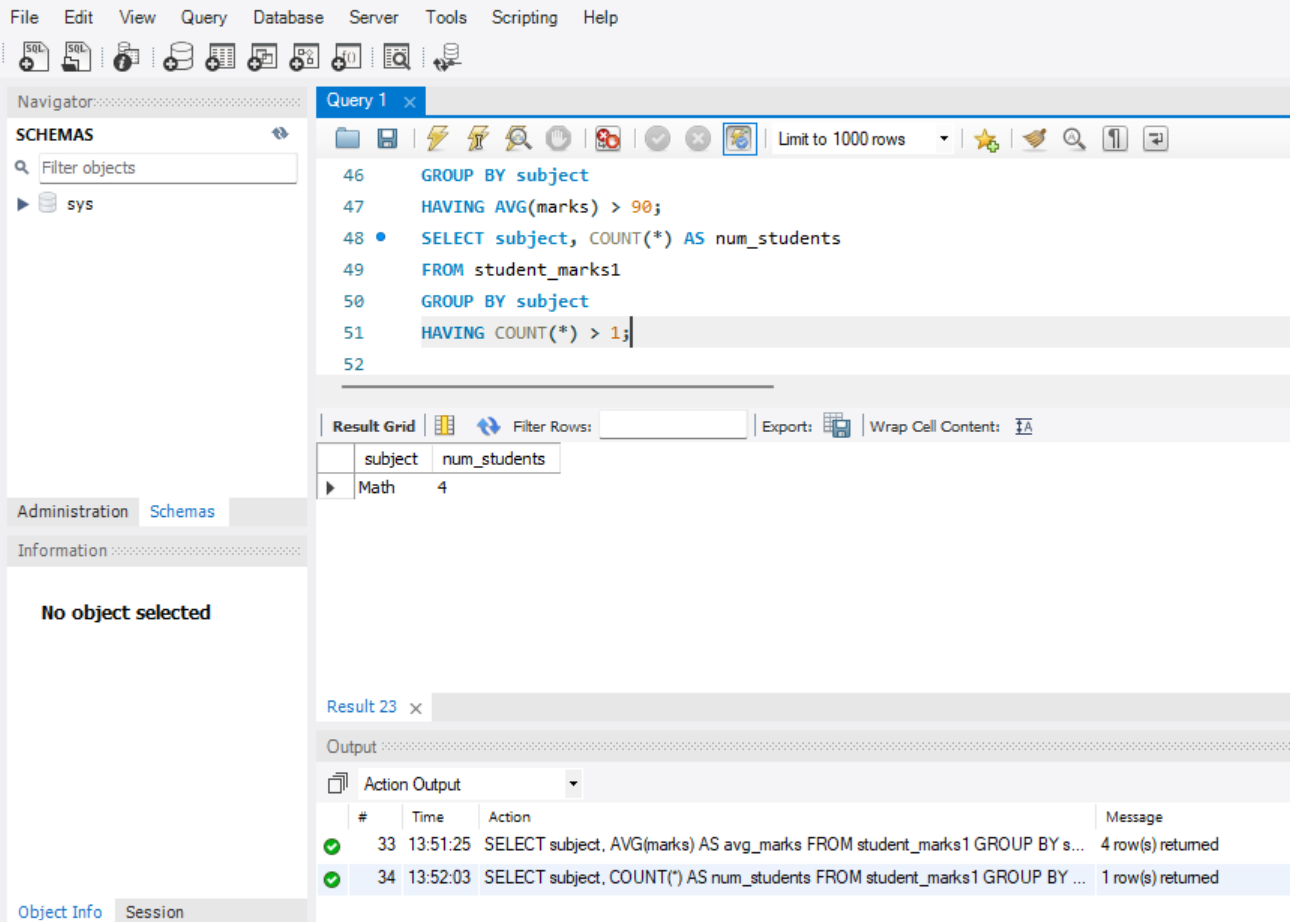 File Edit View Query Database Server Tools Scripting Help
SQL SQL
Navigator
SCHEMAS
Filter objects
sys
Administration Schemas
Information
No object selected
Object Info Session
Query 1
Limit to 1000 rows
46 GROUP BY subject
47 HAVING AVG(marks) > 90;
48 SELECT subject, COUNT(*) AS num_students
49 FROM student_marks1
50 GROUP BY subject
51 HAVING COUNT(*) > 1;
52
Result Grid Filter Rows: Export: Wrap Cell Content: IA
subject num_students
Math 4
Result 23
Output
Action Output
# Time Action Message
33 13:51:25 SELECT subject, AVG(marks) AS avg_marks FROM student_marks1 GROUP BY s... 4 row(s) returned
34 13:52:03 SELECT subject, COUNT(*) AS num_students FROM student_marks1 GROUP BY ... 1 row(s) returned